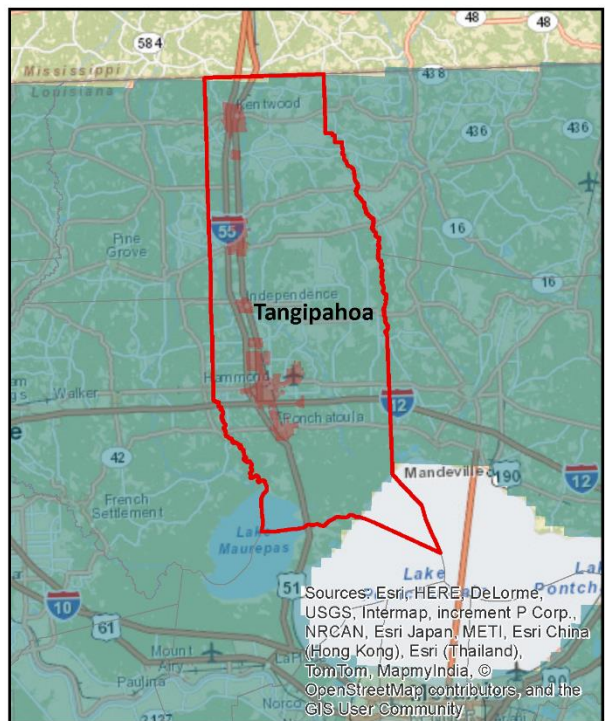 48
48
584
Mississippi
Louisiana
438
Kentwood
436
436
55
Pine
Grove
16
16
Independence
Tangipahoa
Hammond
Walker
12
Ponchatoula
42
Mandeville
190
12
French
Settlement
Lake
Maurepas
Lake
51
10
61
Mount
Airy
Paulina
Norco
190
Sources: Esri, HERE, DeLorme,
USGS, Intermap, increment P Corp.,
NRCAN, Esri Japan, METI, Esri China
(Hong Kong), Esri (Thailand),
TomTom, MapmyIndia, ©
OpenStreetMap contributors, and the
GIS User Community